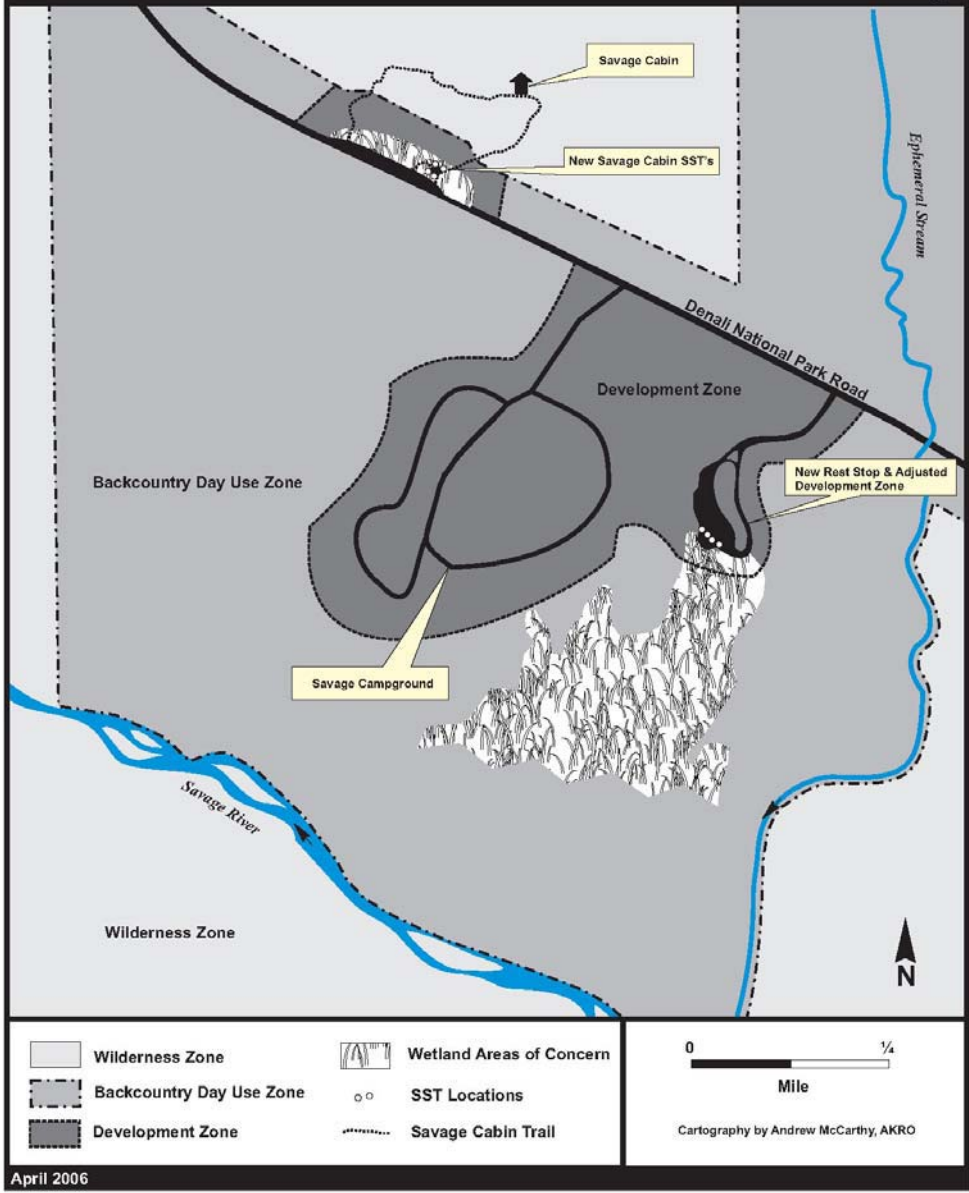 Savage Cabin
New Savage Cabin SST's
Ephemeral Stream
Denali National Park Road
Development Zone
Backcountry Day Use Zone
New Rest Stop & Adjusted
Development Zone
Savage Campground
Savage River
Wilderness Zone
N
Wilderness Zone
Backcountry Day Use Zone
Development Zone
Wetland Areas of Concern
SST Locations
Savage Cabin Trail
0 ¼
Mile
Cartography by Andrew McCarthy, AKRO
April 2006